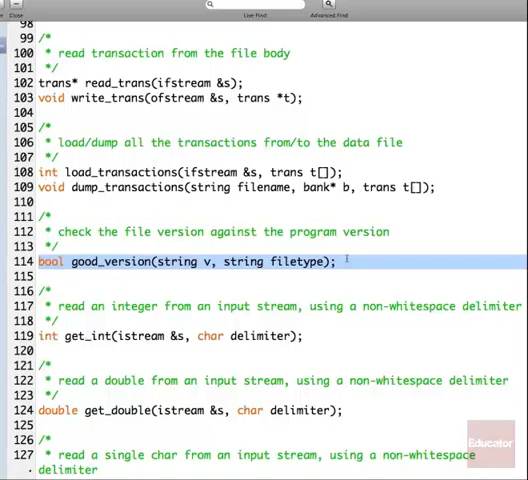 Close
Live Find
Advanced Find
98
99 /*
100  * read transaction from the file body
101  */
102 trans* read_trans(ifstream &s);
103 void write_trans(ofstream &s, trans *t);
104
105 /*
106  * load/dump all the transactions from/to the data file
107  */
108 int load_transactions(ifstream &s, trans t[]);
109 void dump_transactions(string filename, bank* b, trans t[]);
110
111 /*
112  * check the file version against the program version
113  */
114 bool good_version(string v, string filetype);
115
116 /*
117  * read an integer from an input stream, using a non-whitespace delimiter
118  */
119 int get_int(istream &s, char delimiter);
120
121 /*
122  * read a double from an input stream, using a non-whitespace delimiter
123  */
124 double get_double(istream &s, char delimiter);
125
126 /*
127  * read a single char from an input stream, using a non-whitespace
delimiter
Educator